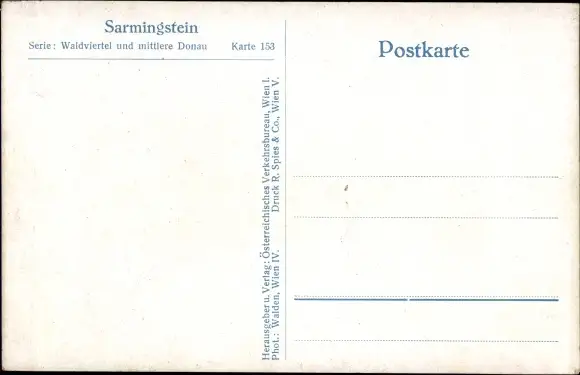 Sarmingstein
Serie: Waldviertel und mittlere Donau Karte 153
Postkarte
Herausgeber u. Verlag: Österreichisches Verkehrsbureau, Wien I.
Phot.: Walden, Wien IV. Druck R. Spies & Co., Wien V.